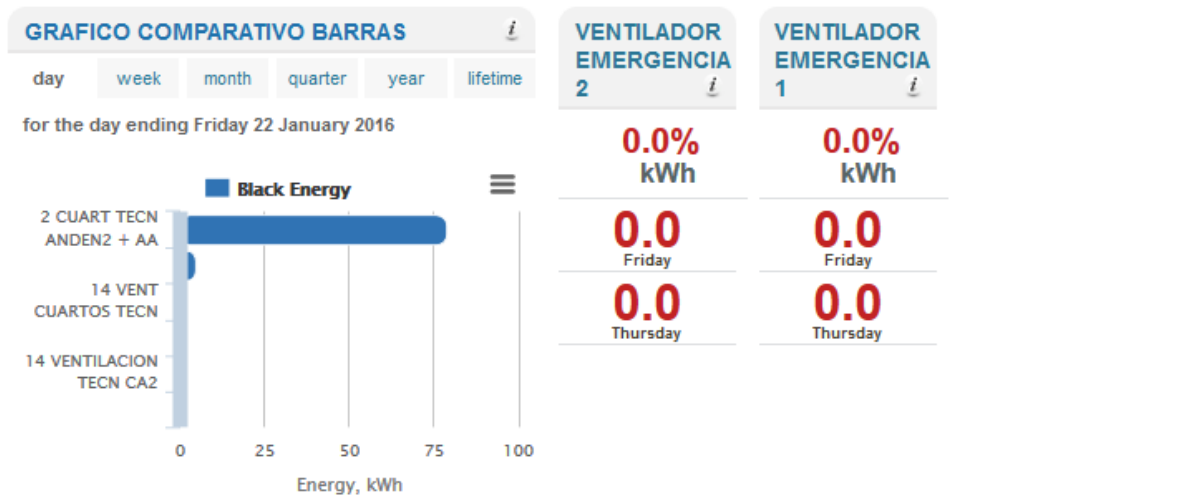 GRAFICO COMPARATIVO BARRAS i
day week month quarter year lifetime
for the day ending Friday 22 January 2016
Black Energy
2 CUART TECN
ANDEN2 + AA
14 VENT
CUARTOS TECN
14 VENTILACION
TECN CA2
0 25 50 75 100
Energy, kWh
VENTILADOR
EMERGENCIA
2 i
0.0%
kWh
0.0
Friday
0.0
Thursday
VENTILADOR
EMERGENCIA
1 i
0.0%
kWh
0.0
Friday
0.0
Thursday